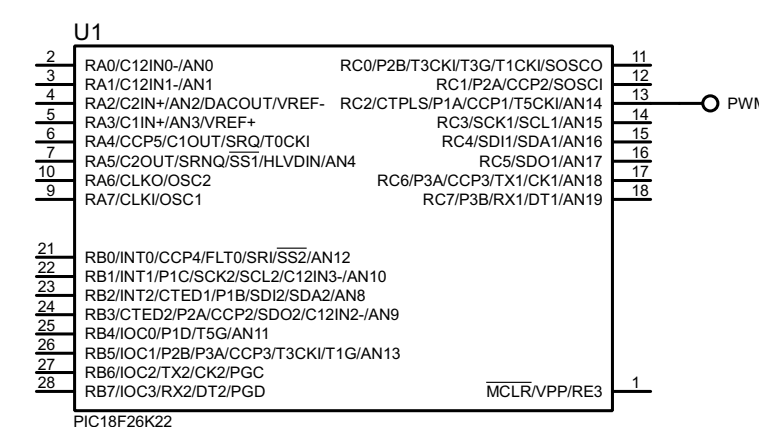 U1
2 RA0/C12IN0-/AN0 RC0/P2B/T3CKI/T3G/T1CKI/SOSCO 11
3 RA1/C12IN1-/AN1 RC1/P2A/CCP2/SOSCI 12
4 RA2/C2IN+/AN2/DACOUT/VREF- RC2/CTPLS/P1A/CCP1/T5CKI/AN14 13 PWM
5 RA3/C1IN+/AN3/VREF+ RC3/SCK1/SCL1/AN15 14
6 RA4/CCP5/C1OUT/SRQ/T0CKI RC4/SDI1/SDA1/AN16 15
7 RA5/C2OUT/SRNQ/SS1/HLVDIN/AN4 RC5/SDO1/AN17 16
10 RA6/CLKO/OSC2 RC6/P3A/CCP3/TX1/CK1/AN18 17
9 RA7/CLKI/OSC1 RC7/P3B/RX1/DT1/AN19 18
21 RB0/INT0/CCP4/FLT0/SRI/SS2/AN12
22 RB1/INT1/P1C/SCK2/SCL2/C12IN3-/AN10
23 RB2/INT2/CTED1/P1B/SDI2/SDA2/AN8
24 RB3/CTED2/P2A/CCP2/SDO2/C12IN2-/AN9
25 RB4/IOC0/P1D/T5G/AN11
26 RB5/IOC1/P2B/P3A/CCP3/T3CKI/T1G/AN13
27 RB6/IOC2/TX2/CK2/PGC
28 RB7/IOC3/RX2/DT2/PGD MCLR/VPP/RE3 1
PIC18F26K22